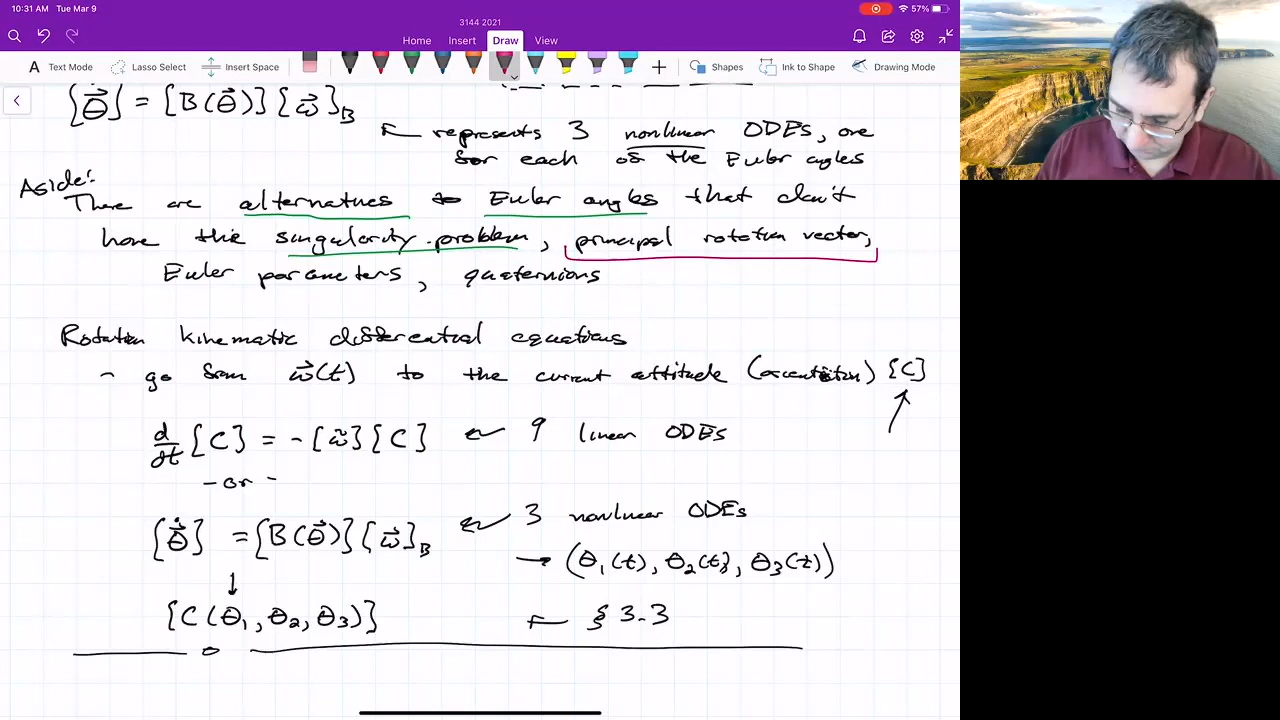 10:31 AM Tue Mar 9
57%
3144 2021
Home Insert Draw View
Text Mode Lasso Select Insert Space Shapes Ink to Shape Drawing Mode
[θ̇⃗] = [B(θ⃗)][ω⃗]_B
← represents 3 nonlinear ODEs, one
for each of the Euler angles
Aside:
There are alternatives to Euler angles that don't
have this singularity problem, principal rotation vector,
Euler parameters, quaternions
Rotation kinematic differential equations
- go from ω⃗(t) to the current attitude (orientation) [C]
d/dt [C] = -[ω̃][C] ← 9 linear ODEs
- or -
[θ̇⃗] = [B(θ⃗)][ω⃗]_B ← 3 nonlinear ODEs
→ (θ₁(t), θ₂(t), θ₃(t))
↓
[C(θ₁, θ₂, θ₃)] ← § 3.3